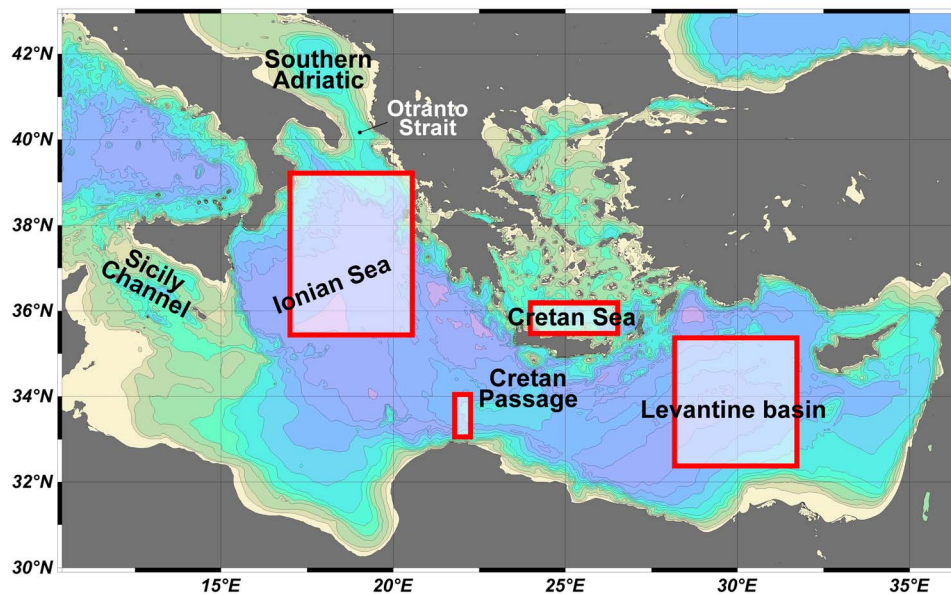 42°N
40°N
38°N
36°N
34°N
32°N
30°N
Southern
Adriatic
Otranto
Strait
Sicily
Channel
Ionian Sea
Cretan Sea
Cretan
Passage
Levantine basin
15°E
20°E
25°E
30°E
35°E